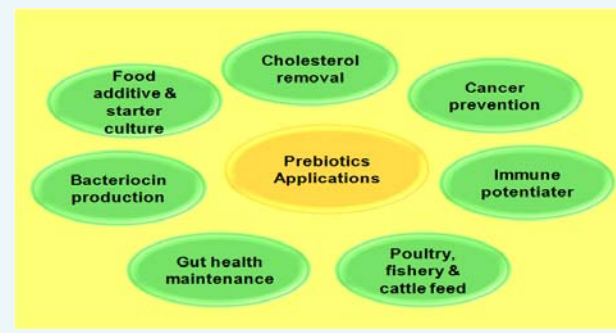 Cholesterol
removal
Food
additive &
starter
culture
Cancer
prevention
Prebiotics
Applications
Bacteriocin
production
Immune
potentiater
Gut health
maintenance
Poultry,
fishery &
cattle feed